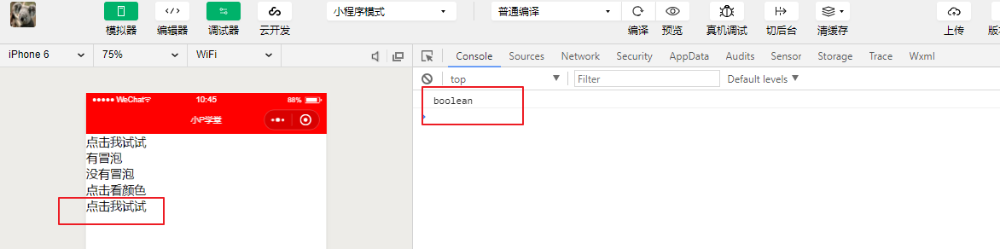 小程序模式 普通编译
模拟器 编辑器 调试器 云开发 编译 预览 真机调试 切后台 清缓存 上传
iPhone 6 75% WiFi Console Sources Network Security AppData Audits Sensor Storage Trace Wxml
top Filter Default levels
boolean
WeChat 10:45 88%
小P学堂
点击我试试
有冒泡
没有冒泡
点击看颜色
点击我试试